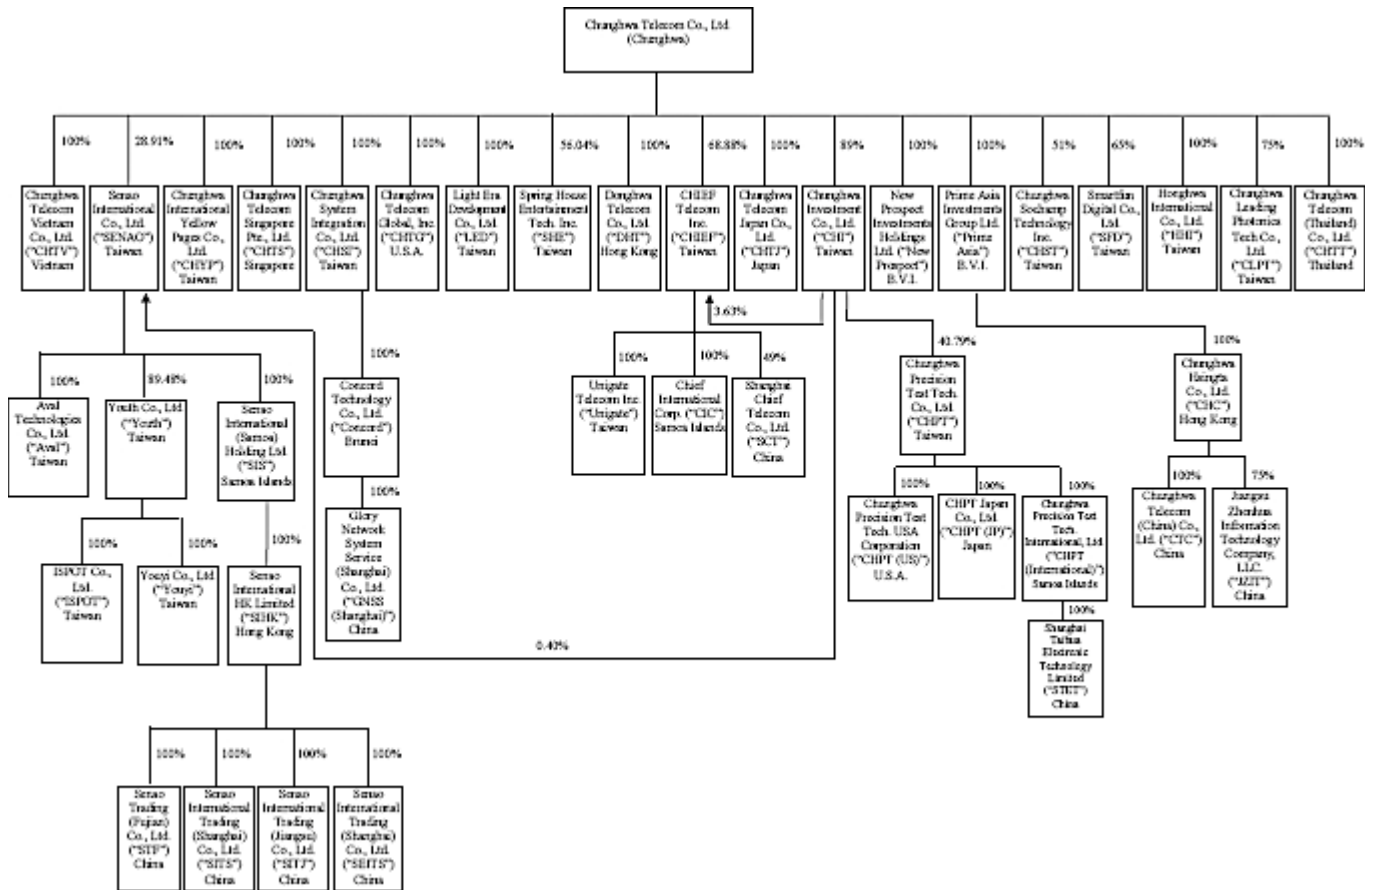 Chunghwa Telecom Co., Ltd.
(Chunghwa)
100%
28.91%
100%
100%
100%
100%
100%
56.04%
100%
68.88%
100%
89%
100%
100%
51%
65%
100%
75%
100%
Chunghwa
Telecom
Vietnam
Co., Ltd.
("CHTV")
Vietnam
Senao
International
Co., Ltd.
("SENAO")
Taiwan
Chunghwa
International
Yellow
Pages Co.,
Ltd.
("CHYP")
Taiwan
Chunghwa
Telecom
Singapore
Pte., Ltd.
("CHTS")
Singapore
Chunghwa
System
Integration
Co., Ltd.
("CHSI")
Taiwan
Chunghwa
Telecom
Global, Inc.
("CHTG")
U.S.A.
Light Era
Development
Co., Ltd.
("LED")
Taiwan
Spring House
Entertainment
Tech. Inc.
("SHE")
Taiwan
Donghwa
Telecom Co.,
Ltd.
("DHT")
Hong Kong
CHIEF
Telecom
Inc.
("CHIEF")
Taiwan
Chunghwa
Telecom
Japan Co.,
Ltd.
("CHTJ")
Japan
Chunghwa
Investment
Co., Ltd.
("CHI")
Taiwan
New
Prospect
Investments
Holdings
Ltd. ("New
Prospect")
B.V.I.
Prime Asia
Investments
Group Ltd.
("Prime
Asia")
B.V.I.
Chunghwa
Sochamp
Technology
Inc.
("CHST")
Taiwan
Smartfun
Digital Co.,
Ltd.
("SFD")
Taiwan
Honghwa
International
Co., Ltd.
("HHI")
Taiwan
Chunghwa
Leading
Photonics
Tech Co.,
Ltd.
("CLPT")
Taiwan
Chunghwa
Telecom
(Thailand)
Co., Ltd.
("CHTT")
Thailand
3.63%
100%
89.48%
100%
100%
100%
100%
49%
40.79%
100%
Aval
Technologies
Co., Ltd.
("Aval")
Taiwan
Youth Co., Ltd
("Youth")
Taiwan
Senao
International
(Samoa)
Holding Ltd.
("SIS")
Samoa Islands
Concord
Technology
Co., Ltd.
("Concord")
Brunei
Unigate
Telecom Inc.
("Unigate")
Taiwan
Chief
International
Corp. ("CIC")
Samoa Islands
Shanghai
Chief
Telecom
Co., Ltd.
("SCT")
China
Chunghwa
Precision
Test Tech.
Co., Ltd.
("CHPT")
Taiwan
Chunghwa
Hsingta
Co., Ltd.
("CHC")
Hong Kong
100%
100%
100%
100%
100%
100%
100%
100%
75%
ISPOT Co.,
Ltd.
("ISPOT")
Taiwan
Youyi Co., Ltd
("Youyi")
Taiwan
Senao
International
HK Limited
("SIHK")
Hong Kong
Glory
Network
System
Service
(Shanghai)
Co., Ltd.
("GNSS
(Shanghai)")
China
Chunghwa
Precision Test
Tech. USA
Corporation
("CHPT (US)")
U.S.A.
CHPT Japan
Co., Ltd.
("CHPT (JP)")
Japan
Chunghwa
Precision Test
Tech.
International, Ltd.
("CHPT
(International)")
Samoa Islands
Chunghwa
Telecom
(China) Co.,
Ltd. ("CTC")
China
Jiangsu
Zhenhua
Information
Technology
Company,
LLC.
("JZIT")
China
100%
0.40%
Shanghai
Taihua
Electronic
Technology
Limited
("STET")
China
100%
100%
100%
100%
Senao
Trading
(Fujian)
Co., Ltd.
("STF")
China
Senao
International
Trading
(Shanghai)
Co., Ltd.
("SITS")
China
Senao
International
Trading
(Jiangsu)
Co., Ltd.
("SITJ")
China
Senao
International
Trading
(Shanghai)
Co., Ltd.
("SEITS")
China